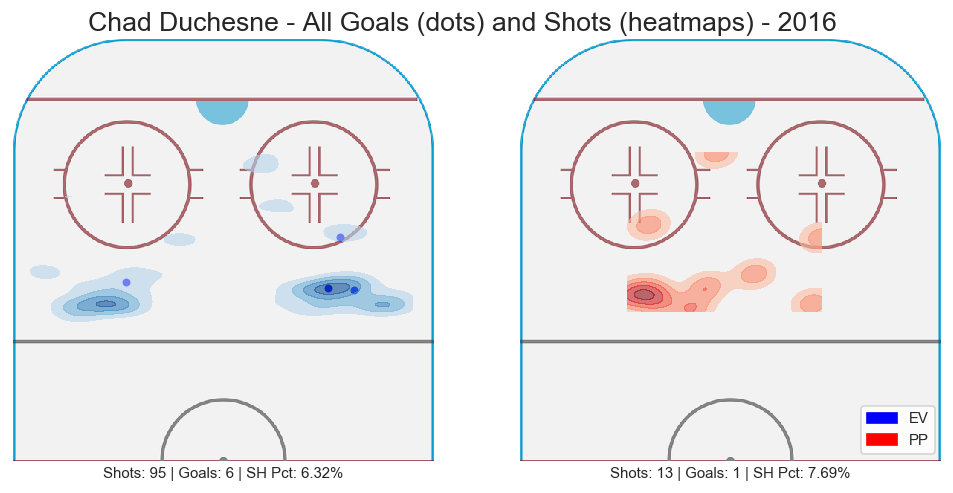 Chad Duchesne - All Goals (dots) and Shots (heatmaps) - 2016
EV
PP
Shots: 95 | Goals: 6 | SH Pct: 6.32%
Shots: 13 | Goals: 1 | SH Pct: 7.69%